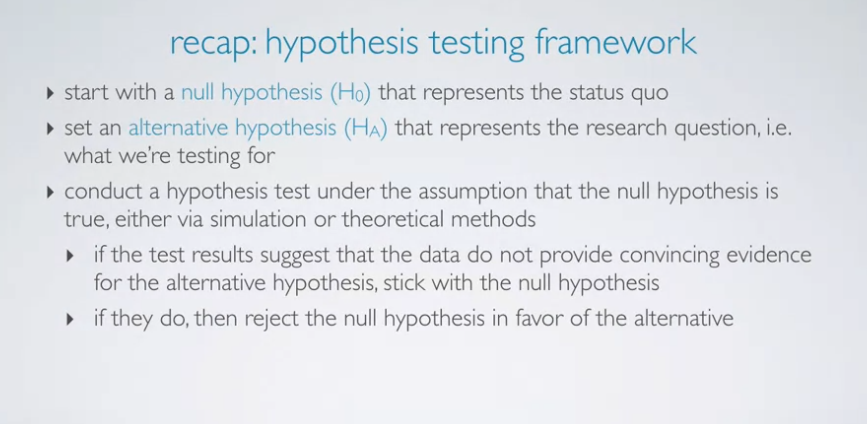 recap: hypothesis testing framework
start with a null hypothesis (H0) that represents the status quo
set an alternative hypothesis (HA) that represents the research question, i.e.
what we're testing for
conduct a hypothesis test under the assumption that the null hypothesis is
true, either via simulation or theoretical methods
if the test results suggest that the data do not provide convincing evidence
for the alternative hypothesis, stick with the null hypothesis
if they do, then reject the null hypothesis in favor of the alternative